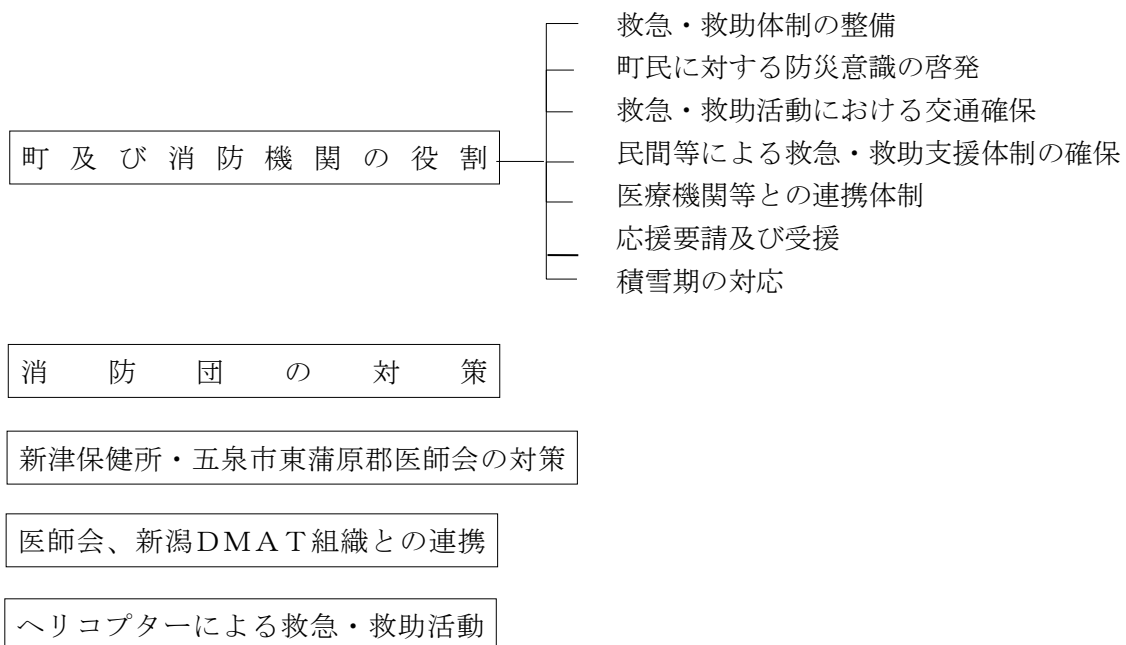 救急・救助体制の整備
町民に対する防災意識の啓発
救急・救助活動における交通確保
町及び消防機関の役割
民間等による救急・救助支援体制の確保
医療機関等との連携体制
応援要請及び受援
積雪期の対応
消防団の対策
新津保健所・五泉市東蒲原郡医師会の対策
医師会、新潟DMAT組織との連携
ヘリコプターによる救急・救助活動